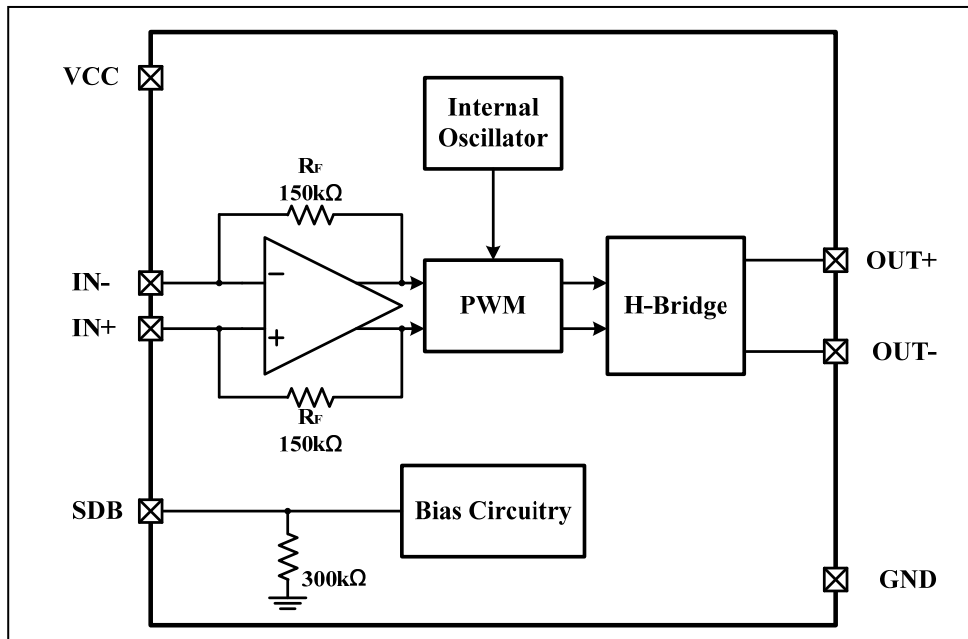 VCC
Internal
Oscillator
RF
150kΩ
IN-
IN+
−
+
PWM
H-Bridge
OUT+
OUT-
RF
150kΩ
SDB
Bias Circuitry
300kΩ
GND